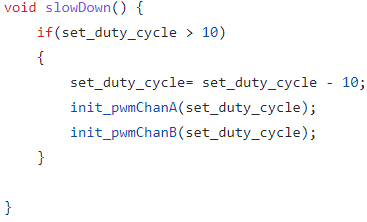 void slowDown() {
if(set_duty_cycle > 10)
{
set_duty_cycle= set_duty_cycle - 10;
init_pwmChanA(set_duty_cycle);
init_pwmChanB(set_duty_cycle);
}
}